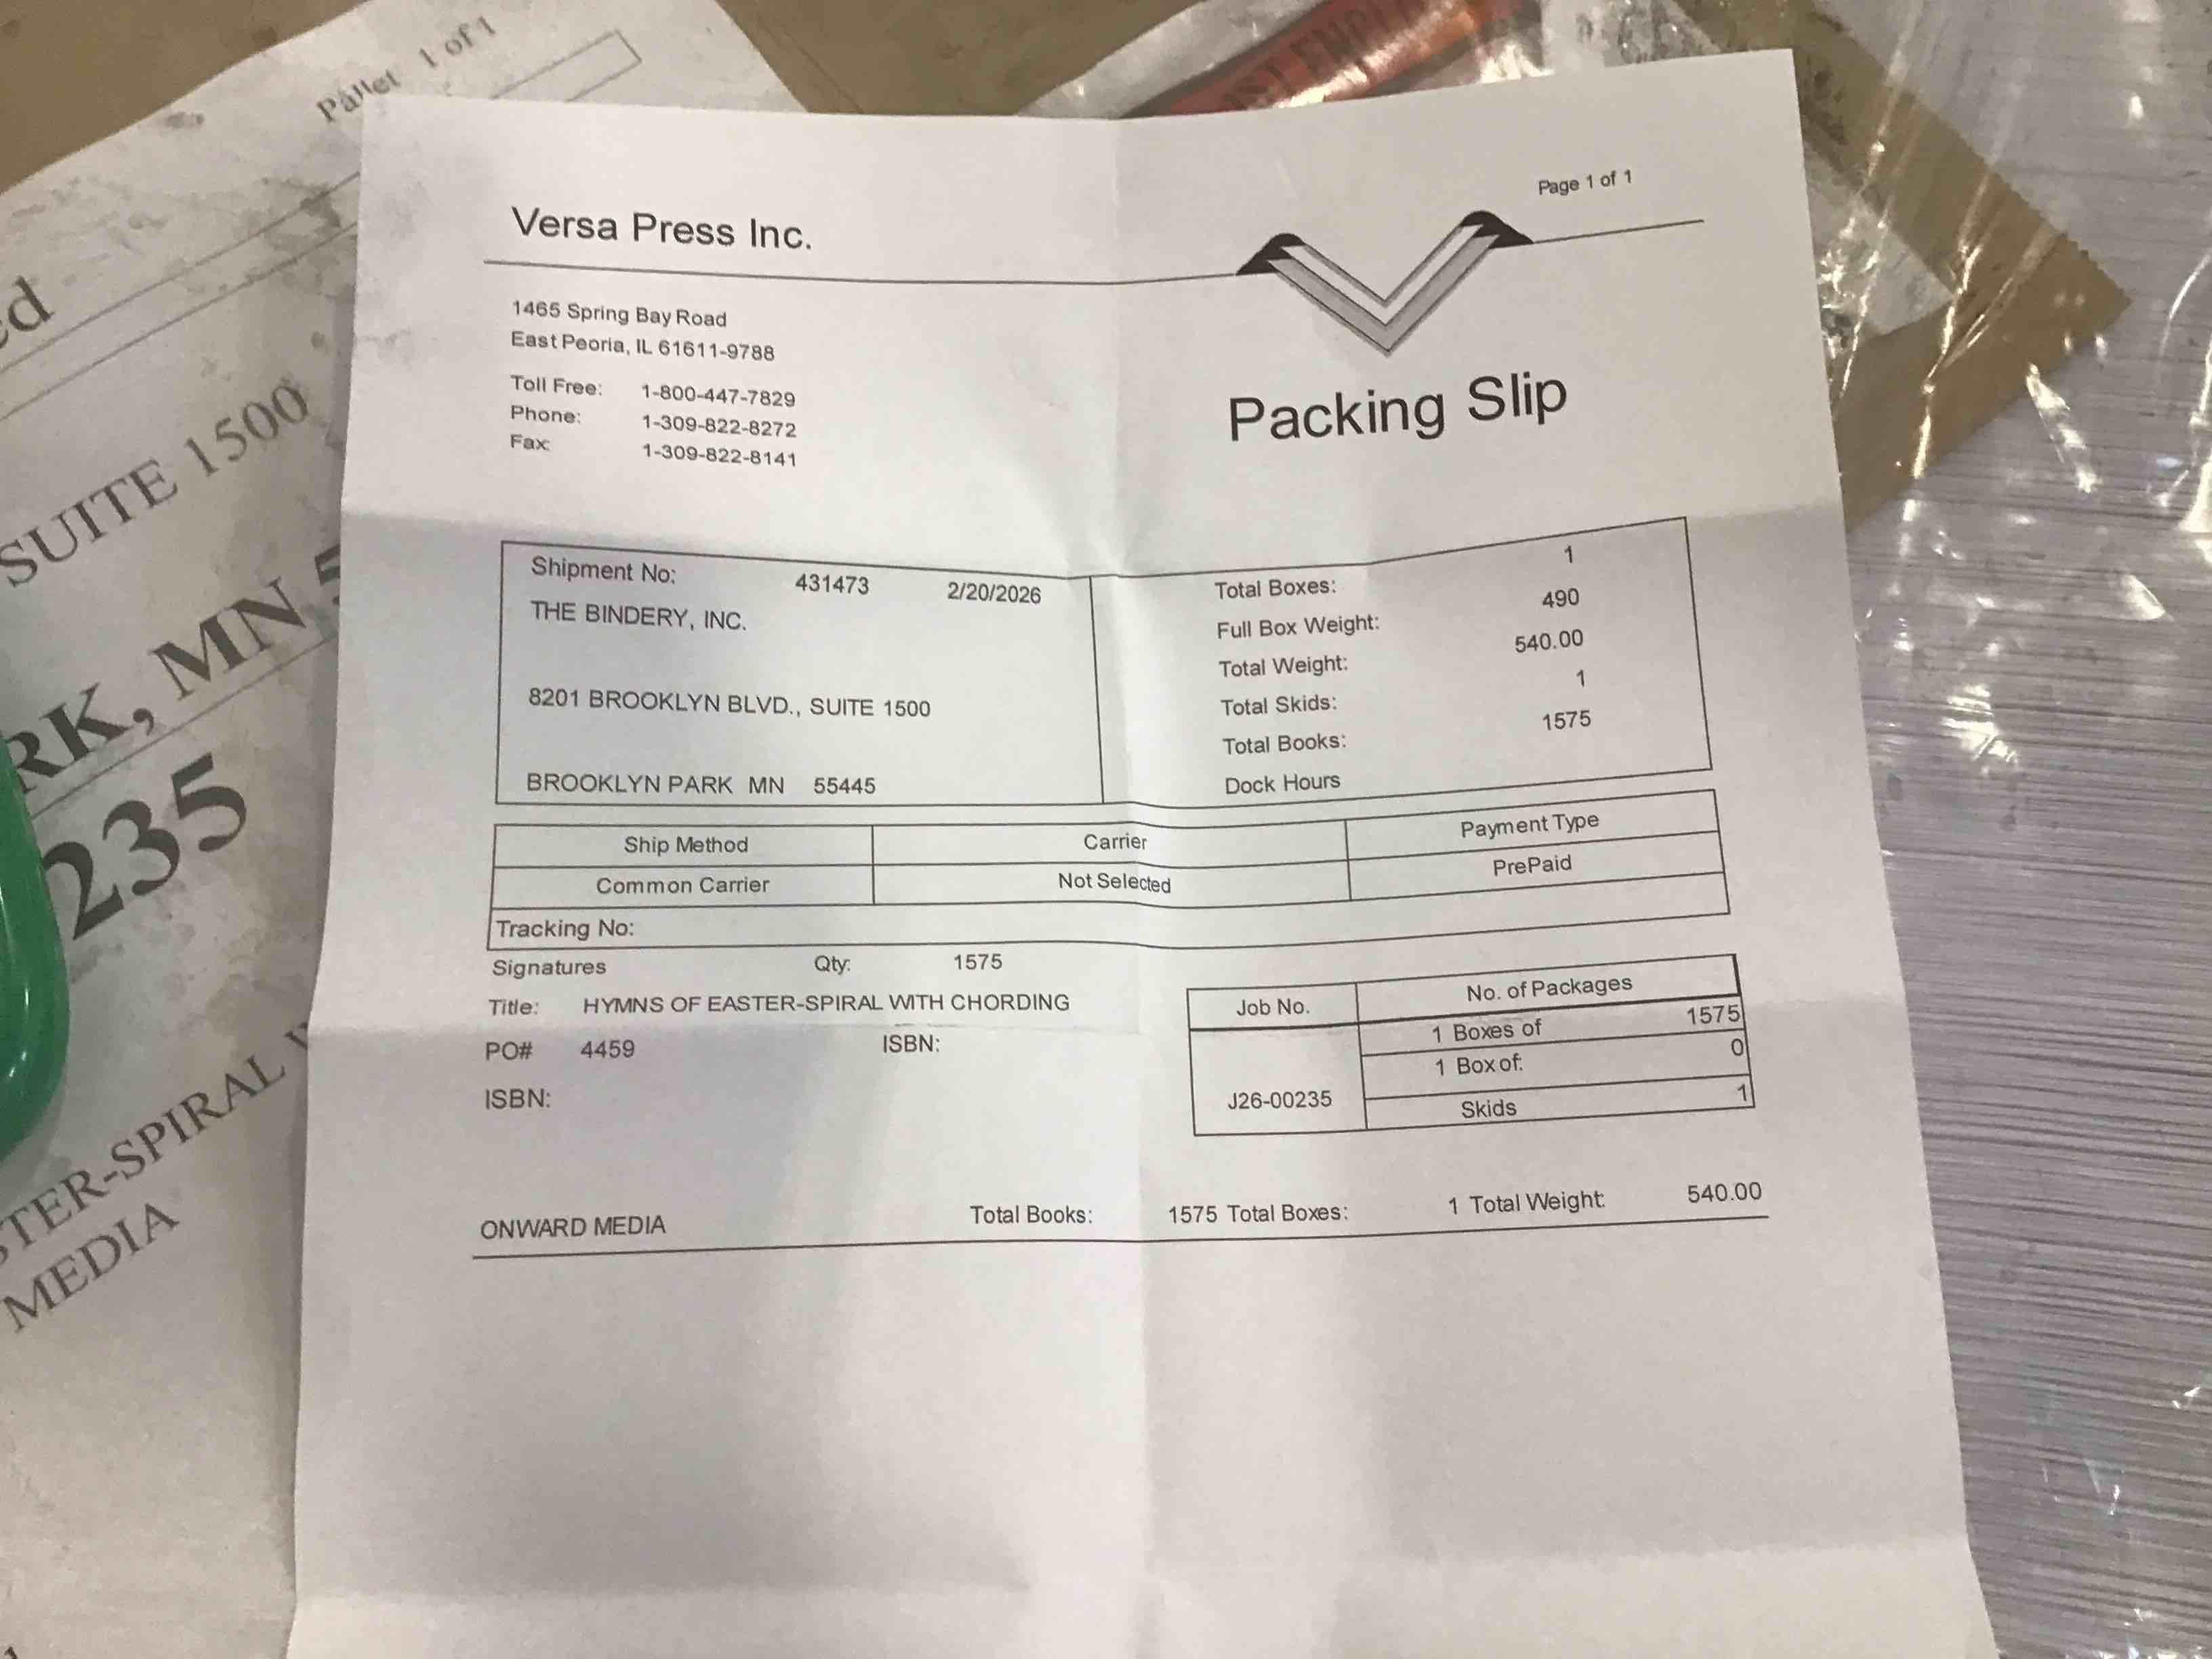 Pallet 1 of 1
SUITE 1500
RK, MN 5
235
TER-SPIRAL
MEDIA
Page 1 of 1
Versa Press Inc.
1465 Spring Bay Road
East Peoria, IL 61611-9788
Toll Free: 1-800-447-7829
Phone: 1-309-822-8272
Fax: 1-309-822-8141
Packing Slip
Shipment No: 431473 2/20/2026
THE BINDERY, INC.
8201 BROOKLYN BLVD., SUITE 1500
BROOKLYN PARK MN 55445
Total Boxes: 1
Full Box Weight: 490
Total Weight: 540.00
Total Skids: 1
Total Books: 1575
Dock Hours
Ship Method Carrier Payment Type
Common Carrier Not Selected PrePaid
Tracking No:
Signatures Qty: 1575
Title: HYMNS OF EASTER-SPIRAL WITH CHORDING
PO# 4459 ISBN:
ISBN:
Job No. No. of Packages
1 Boxes of 1575
1 Box of: 0
J26-00235 Skids 1
ONWARD MEDIA Total Books: 1575 Total Boxes: 1 Total Weight: 540.00